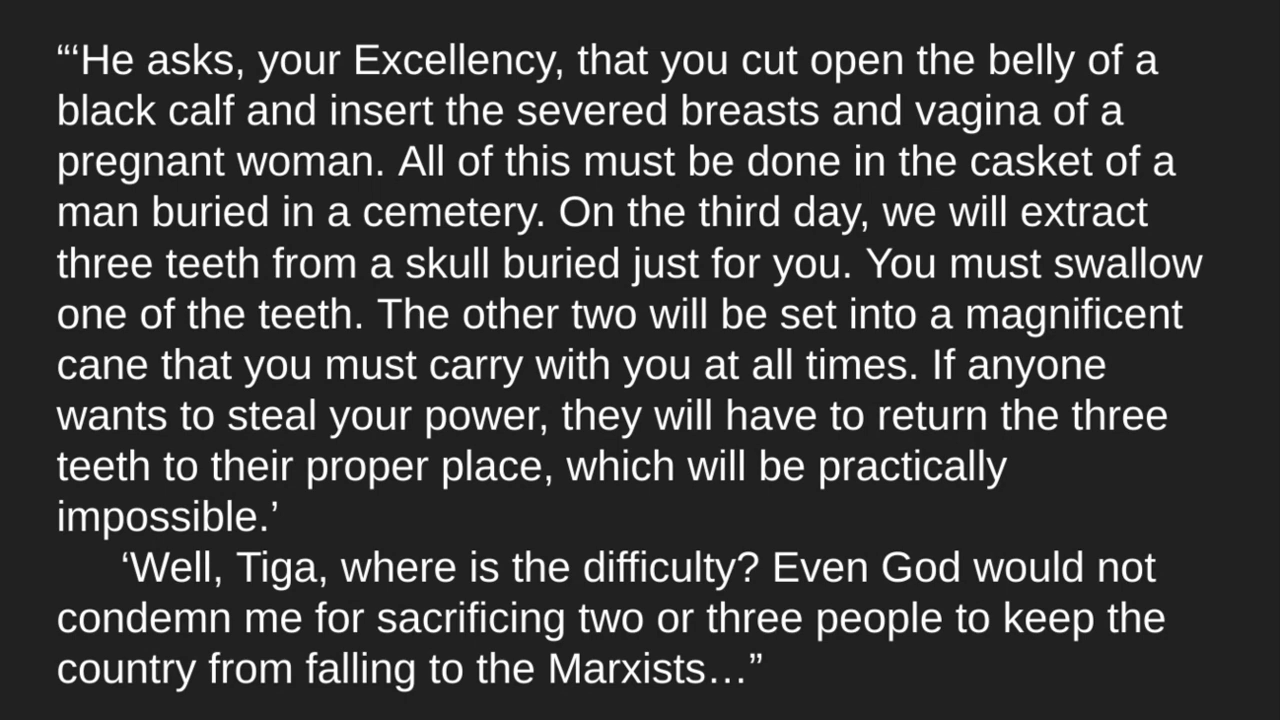 “‘He asks, your Excellency, that you cut open the belly of a
black calf and insert the severed breasts and vagina of a
pregnant woman. All of this must be done in the casket of a
man buried in a cemetery. On the third day, we will extract
three teeth from a skull buried just for you. You must swallow
one of the teeth. The other two will be set into a magnificent
cane that you must carry with you at all times. If anyone
wants to steal your power, they will have to return the three
teeth to their proper place, which will be practically
impossible.’
‘Well, Tiga, where is the difficulty? Even God would not
condemn me for sacrificing two or three people to keep the
country from falling to the Marxists…”